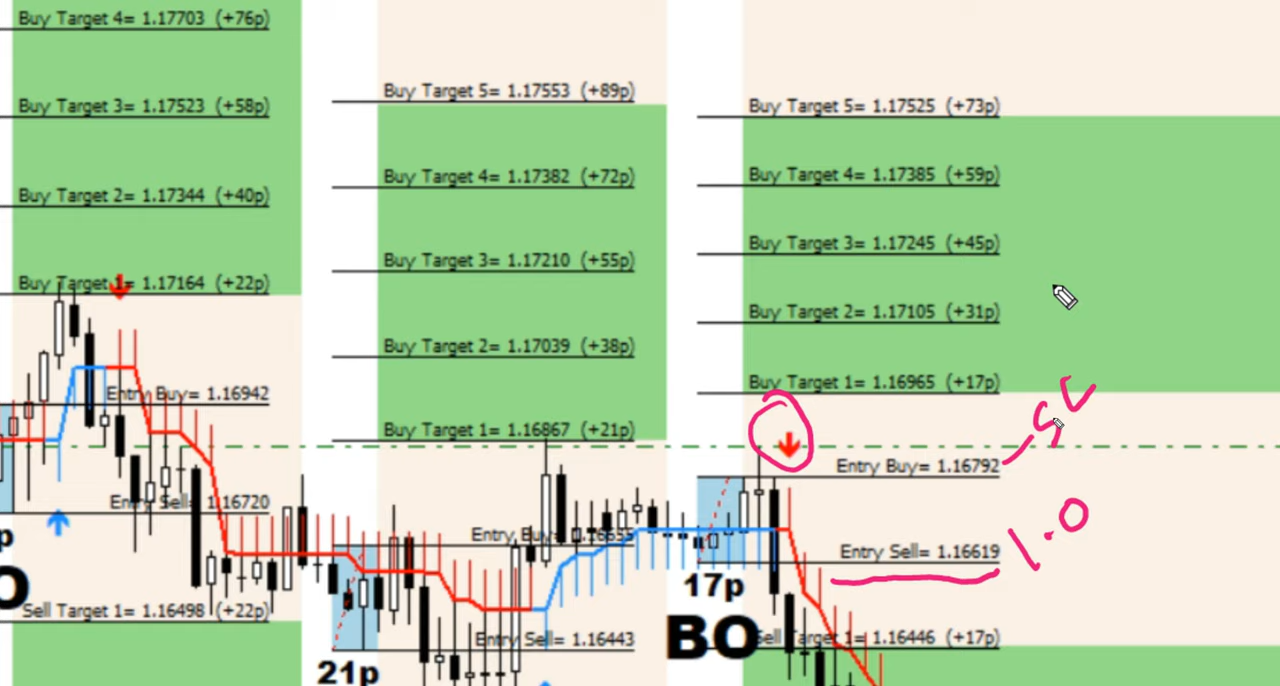 Buy Target 4= 1.17703 (+76p)
Buy Target 3= 1.17523 (+58p)
Buy Target 2= 1.17344 (+40p)
Buy Target 1= 1.17164 (+22p)
Entry Buy= 1.16942
Entry Sell= 1.16720
Sell Target 1= 1.16498 (+22p)
Buy Target 5= 1.17553 (+89p)
Buy Target 4= 1.17382 (+72p)
Buy Target 3= 1.17210 (+55p)
Buy Target 2= 1.17039 (+38p)
Buy Target 1= 1.16867 (+21p)
Entry Buy= 1.16655
Entry Sell= 1.16443
21p
Buy Target 5= 1.17525 (+73p)
Buy Target 4= 1.17385 (+59p)
Buy Target 3= 1.17245 (+45p)
Buy Target 2= 1.17105 (+31p)
Buy Target 1= 1.16965 (+17p)
Entry Buy= 1.16792
Entry Sell= 1.16619
1.0
17p
BO
Sell Target 1= 1.16446 (+17p)